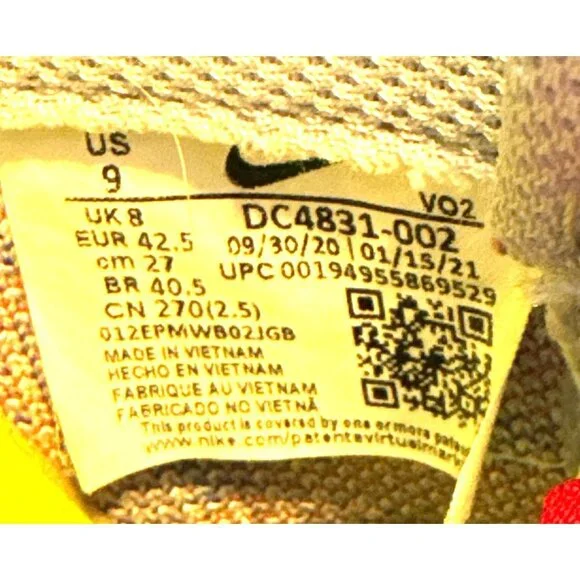 US
9
VO2
UK 8
DC4831-002
EUR 42.5
09/30/20 | 01/15/21
cm 27
UPC 00194955869529
BR 40.5
CN 270(2.5)
012EPMWB02JGB
MADE IN VIETNAM
HECHO EN VIETNAM
FABRIQUE AU VIETNAM
FABRICADO NO VIETNÃ
This product is covered by one or more
www.nike.com/patents